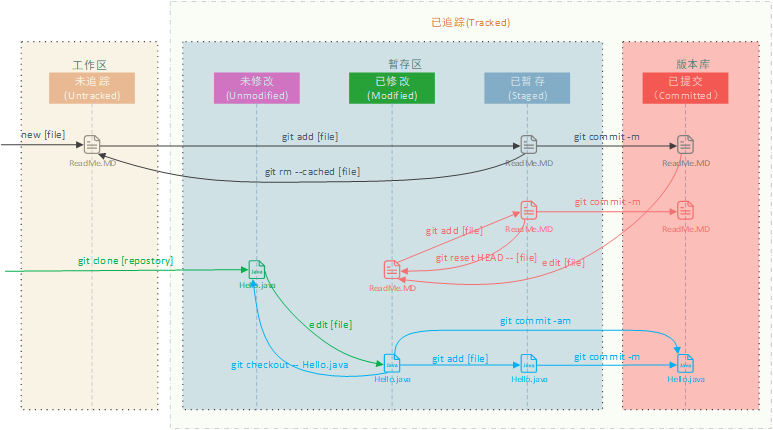 已追踪(Tracked)
工作区
暂存区
版本库
未追踪
(Untracked)
未修改
(Unmodified)
已修改
(Modified)
已暂存
(Staged)
已提交
(Committed)
new [file]
git add [file]
git commit -m
ReadMe.MD
ReadMe.MD
ReadMe.MD
git rm --cached [file]
git commit -m
git add [file]
ReadMe.MD
ReadMe.MD
git clone [repostory]
git reset HEAD -- [file]
edit [file]
Java
Hello.java
ReadMe.MD
edit [file]
git commit -am
git checkout -- Hello.java
git add [file]
git commit -m
Java
Java
Java
Hello.java
Hello.java
Hello.java